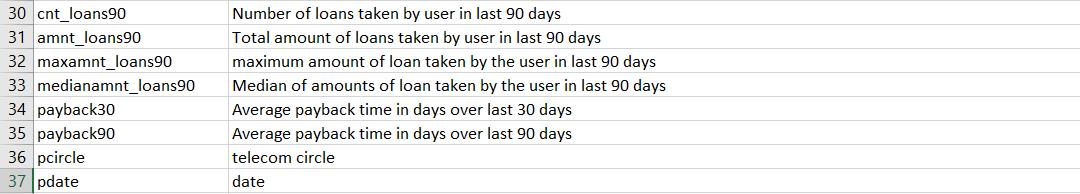 30 cnt_loans90 Number of loans taken by user in last 90 days
31 amnt_loans90 Total amount of loans taken by user in last 90 days
32 maxamnt_loans90 maximum amount of loan taken by the user in last 90 days
33 medianamnt_loans90 Median of amounts of loan taken by the user in last 90 days
34 payback30 Average payback time in days over last 30 days
35 payback90 Average payback time in days over last 90 days
36 pcircle telecom circle
37 pdate date